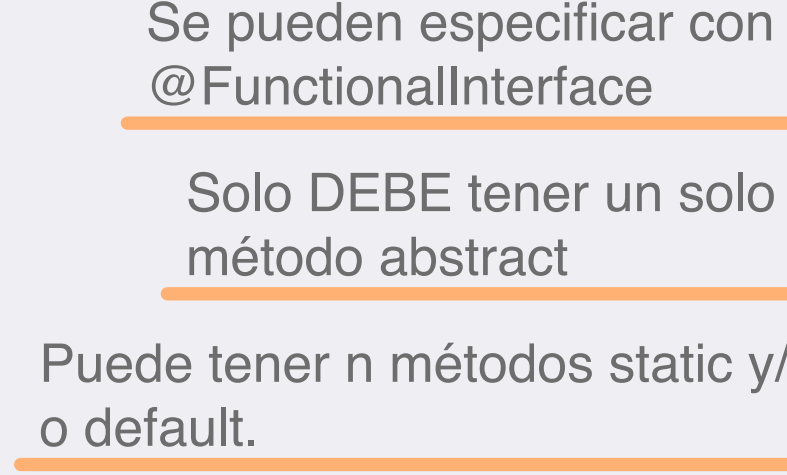 Se pueden especificar con
@FunctionalInterface
Solo DEBE tener un solo
método abstract
Puede tener n métodos static y/
o default.